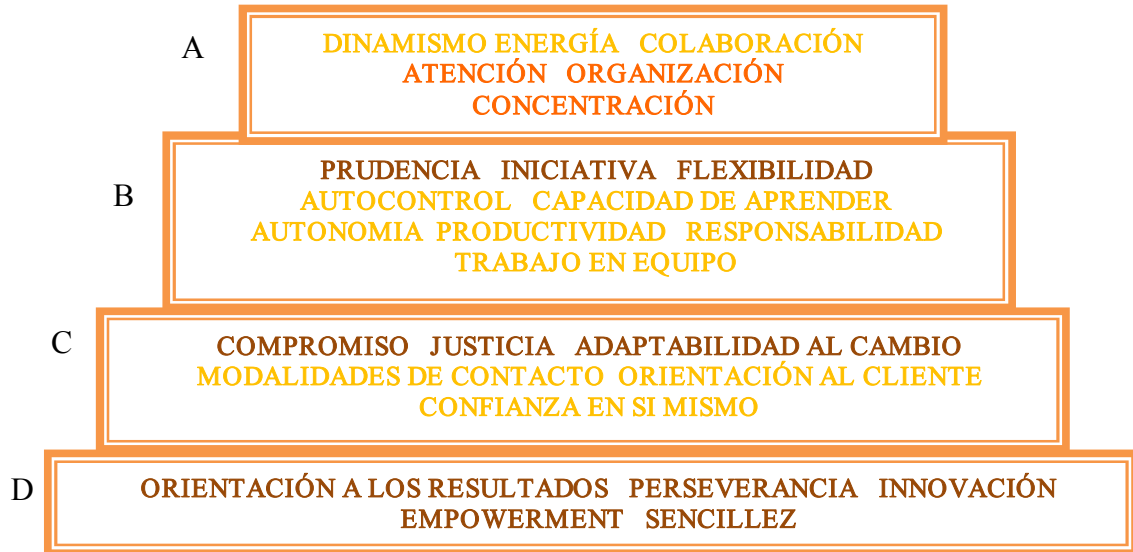 A
DINAMISMO ENERGÍA COLABORACIÓN
ATENCIÓN ORGANIZACIÓN
CONCENTRACIÓN
B
PRUDENCIA INICIATIVA FLEXIBILIDAD
AUTOCONTROL CAPACIDAD DE APRENDER
AUTONOMIA PRODUCTIVIDAD RESPONSABILIDAD
TRABAJO EN EQUIPO
C
COMPROMISO JUSTICIA ADAPTABILIDAD AL CAMBIO
MODALIDADES DE CONTACTO ORIENTACIÓN AL CLIENTE
CONFIANZA EN SI MISMO
D
ORIENTACIÓN A LOS RESULTADOS PERSEVERANCIA INNOVACIÓN
EMPOWERMENT SENCILLEZ